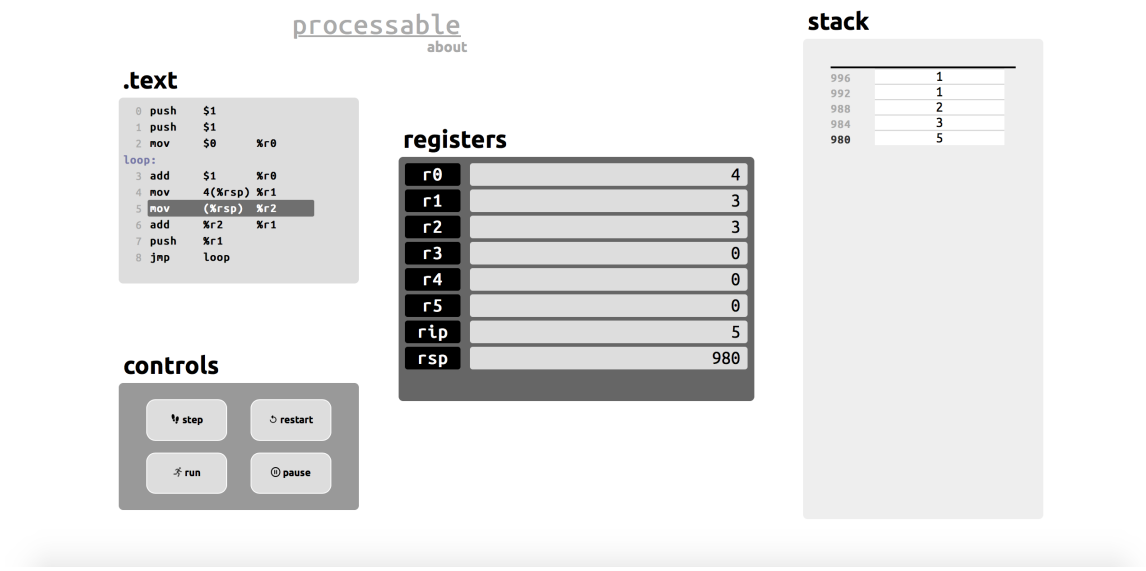 processable
about
.text
0 push $1
1 push $1
2 mov $0 %r0
loop:
3 add $1 %r0
4 mov 4(%rsp) %r1
5 mov (%rsp) %r2
6 add %r2 %r1
7 push %r1
8 jmp loop
controls
step restart
run pause
registers
r0 4
r1 3
r2 3
r3 0
r4 0
r5 0
rip 5
rsp 980
stack
996 1
992 1
988 2
984 3
980 5